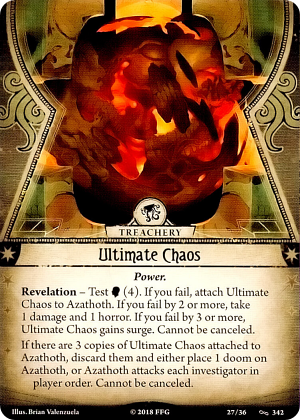 TREACHERY
Ultimate Chaos
Power.
Revelation – Test (4). If you fail, attach Ultimate
Chaos to Azathoth. If you fail by 2 or more, take
1 damage and 1 horror. If you fail by 3 or more,
Ultimate Chaos gains surge. Cannot be canceled.
If there are 3 copies of Ultimate Chaos attached to
Azathoth, discard them and either place 1 doom on
Azathoth, or Azathoth attacks each investigator in
player order. Cannot be canceled.
Illus. Brian Valenzuela
© 2018 FFG
27/36
342